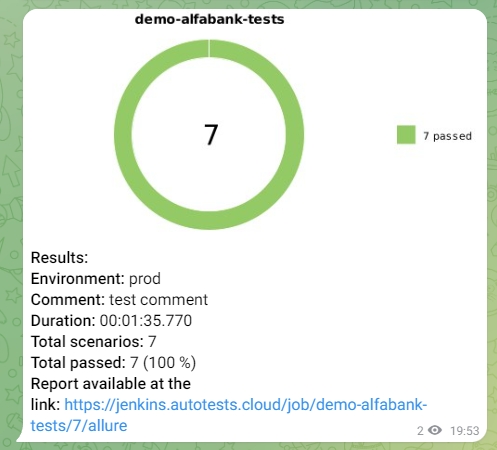 demo-alfabank-tests
7
7 passed
Results:
Environment: prod
Comment: test comment
Duration: 00:01:35.770
Total scenarios: 7
Total passed: 7 (100 %)
Report available at the
link: https://jenkins.autotests.cloud/job/demo-alfabank-
tests/7/allure
2 19:53